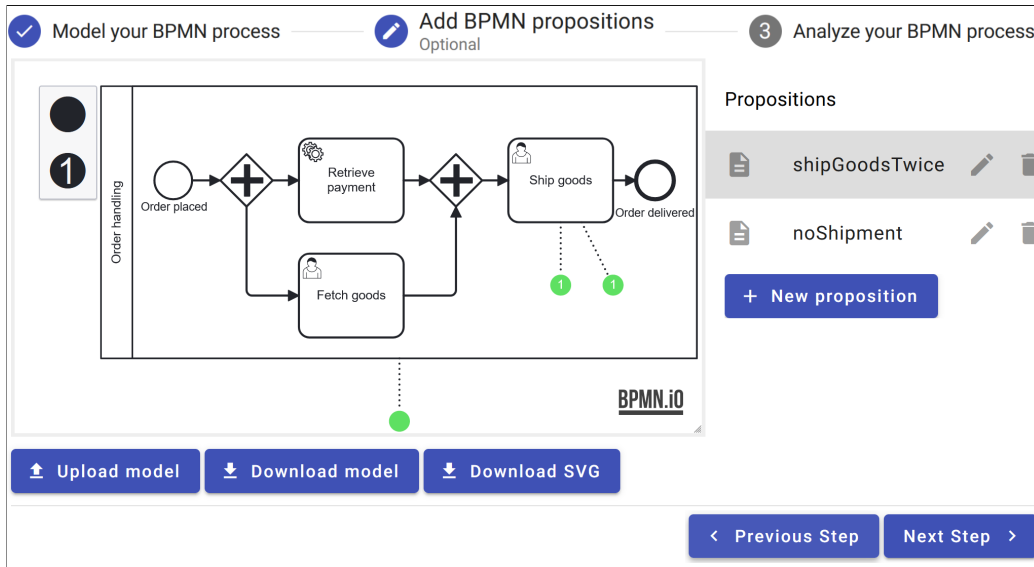 Model your BPMN process
Add BPMN propositions
Optional
3
Analyze your BPMN process
1
Order handling
Order placed
Retrieve
payment
Fetch goods
Ship goods
Order delivered
1
1
BPMN.iO
Propositions
shipGoodsTwice
noShipment
+ New proposition
Upload model
Download model
Download SVG
< Previous Step
Next Step >